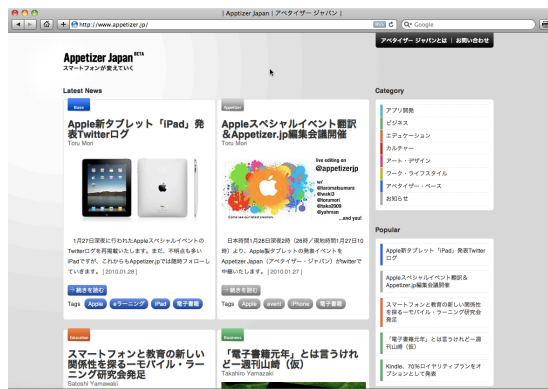 | Apptizer Japan | アペタイザー ジャパン |
http://www.appetizer.jp/
RSS
Google
アペタイザー ジャパンとは | お問い合わせ
Appetizer Japan BETA
スマートフォンが変えていく
Latest News
Base
Apple新タブレット「iPad」発
表Twitterログ
Toru Mori
1月27日深夜に行われたAppleスペシャルイベントの
Twitterログを再掲載いたします。まだ、不明点も多い
iPadですが、これからもAppetizer.jpでは随時フォローし
ていきます。 [ 2010.01.28 ]
→続きを読む
Tags Apple eラーニング iPad 電子書籍
Appetizer
Appleスペシャルイベント翻訳
＆Appetizer.jp編集会議開催
Toru Mori
live editing on
@appetizerjp
w/
@taromatsumura
@waki3
@torumori
@taka2009
@yahman
...and you!
Come see our latest creation.
日本時間1月28日深夜2時（26時／現地時間1月27日10
時）より、Apple製タブレットの発表イベントを
Appetizer Japan（アペタイザー・ジャパン）がtwitterで
中継いたします。 [ 2010.01.27 ]
→続きを読む
Tags Apple event iPhone 電子書籍
Education
スマートフォンと教育の新しい
関係性を探るーモバイル・ラー
ニング研究会発足
Satoshi Yamawaki
Business
「電子書籍元年」とは言うけれ
どー週刊山崎（仮）
Takahiro Yamazaki
Category
アプリ開発
ビジネス
エデュケーション
カルチャー
アート・デザイン
ワーク・ライフスタイル
アペタイザー・ベース
お知らせ
Popular
Apple新タブレット「iPad」発表Twitter
ログ
Appleスペシャルイベント翻訳＆
Appetizer.jp編集会議開催
スマートフォンと教育の新しい関係性
を探るーモバイル・ラーニング研究会
発足
「電子書籍元年」とは言うけれどー週
刊山崎（仮）
Kindle、70%ロイヤリティプランをオ
プションとして発表